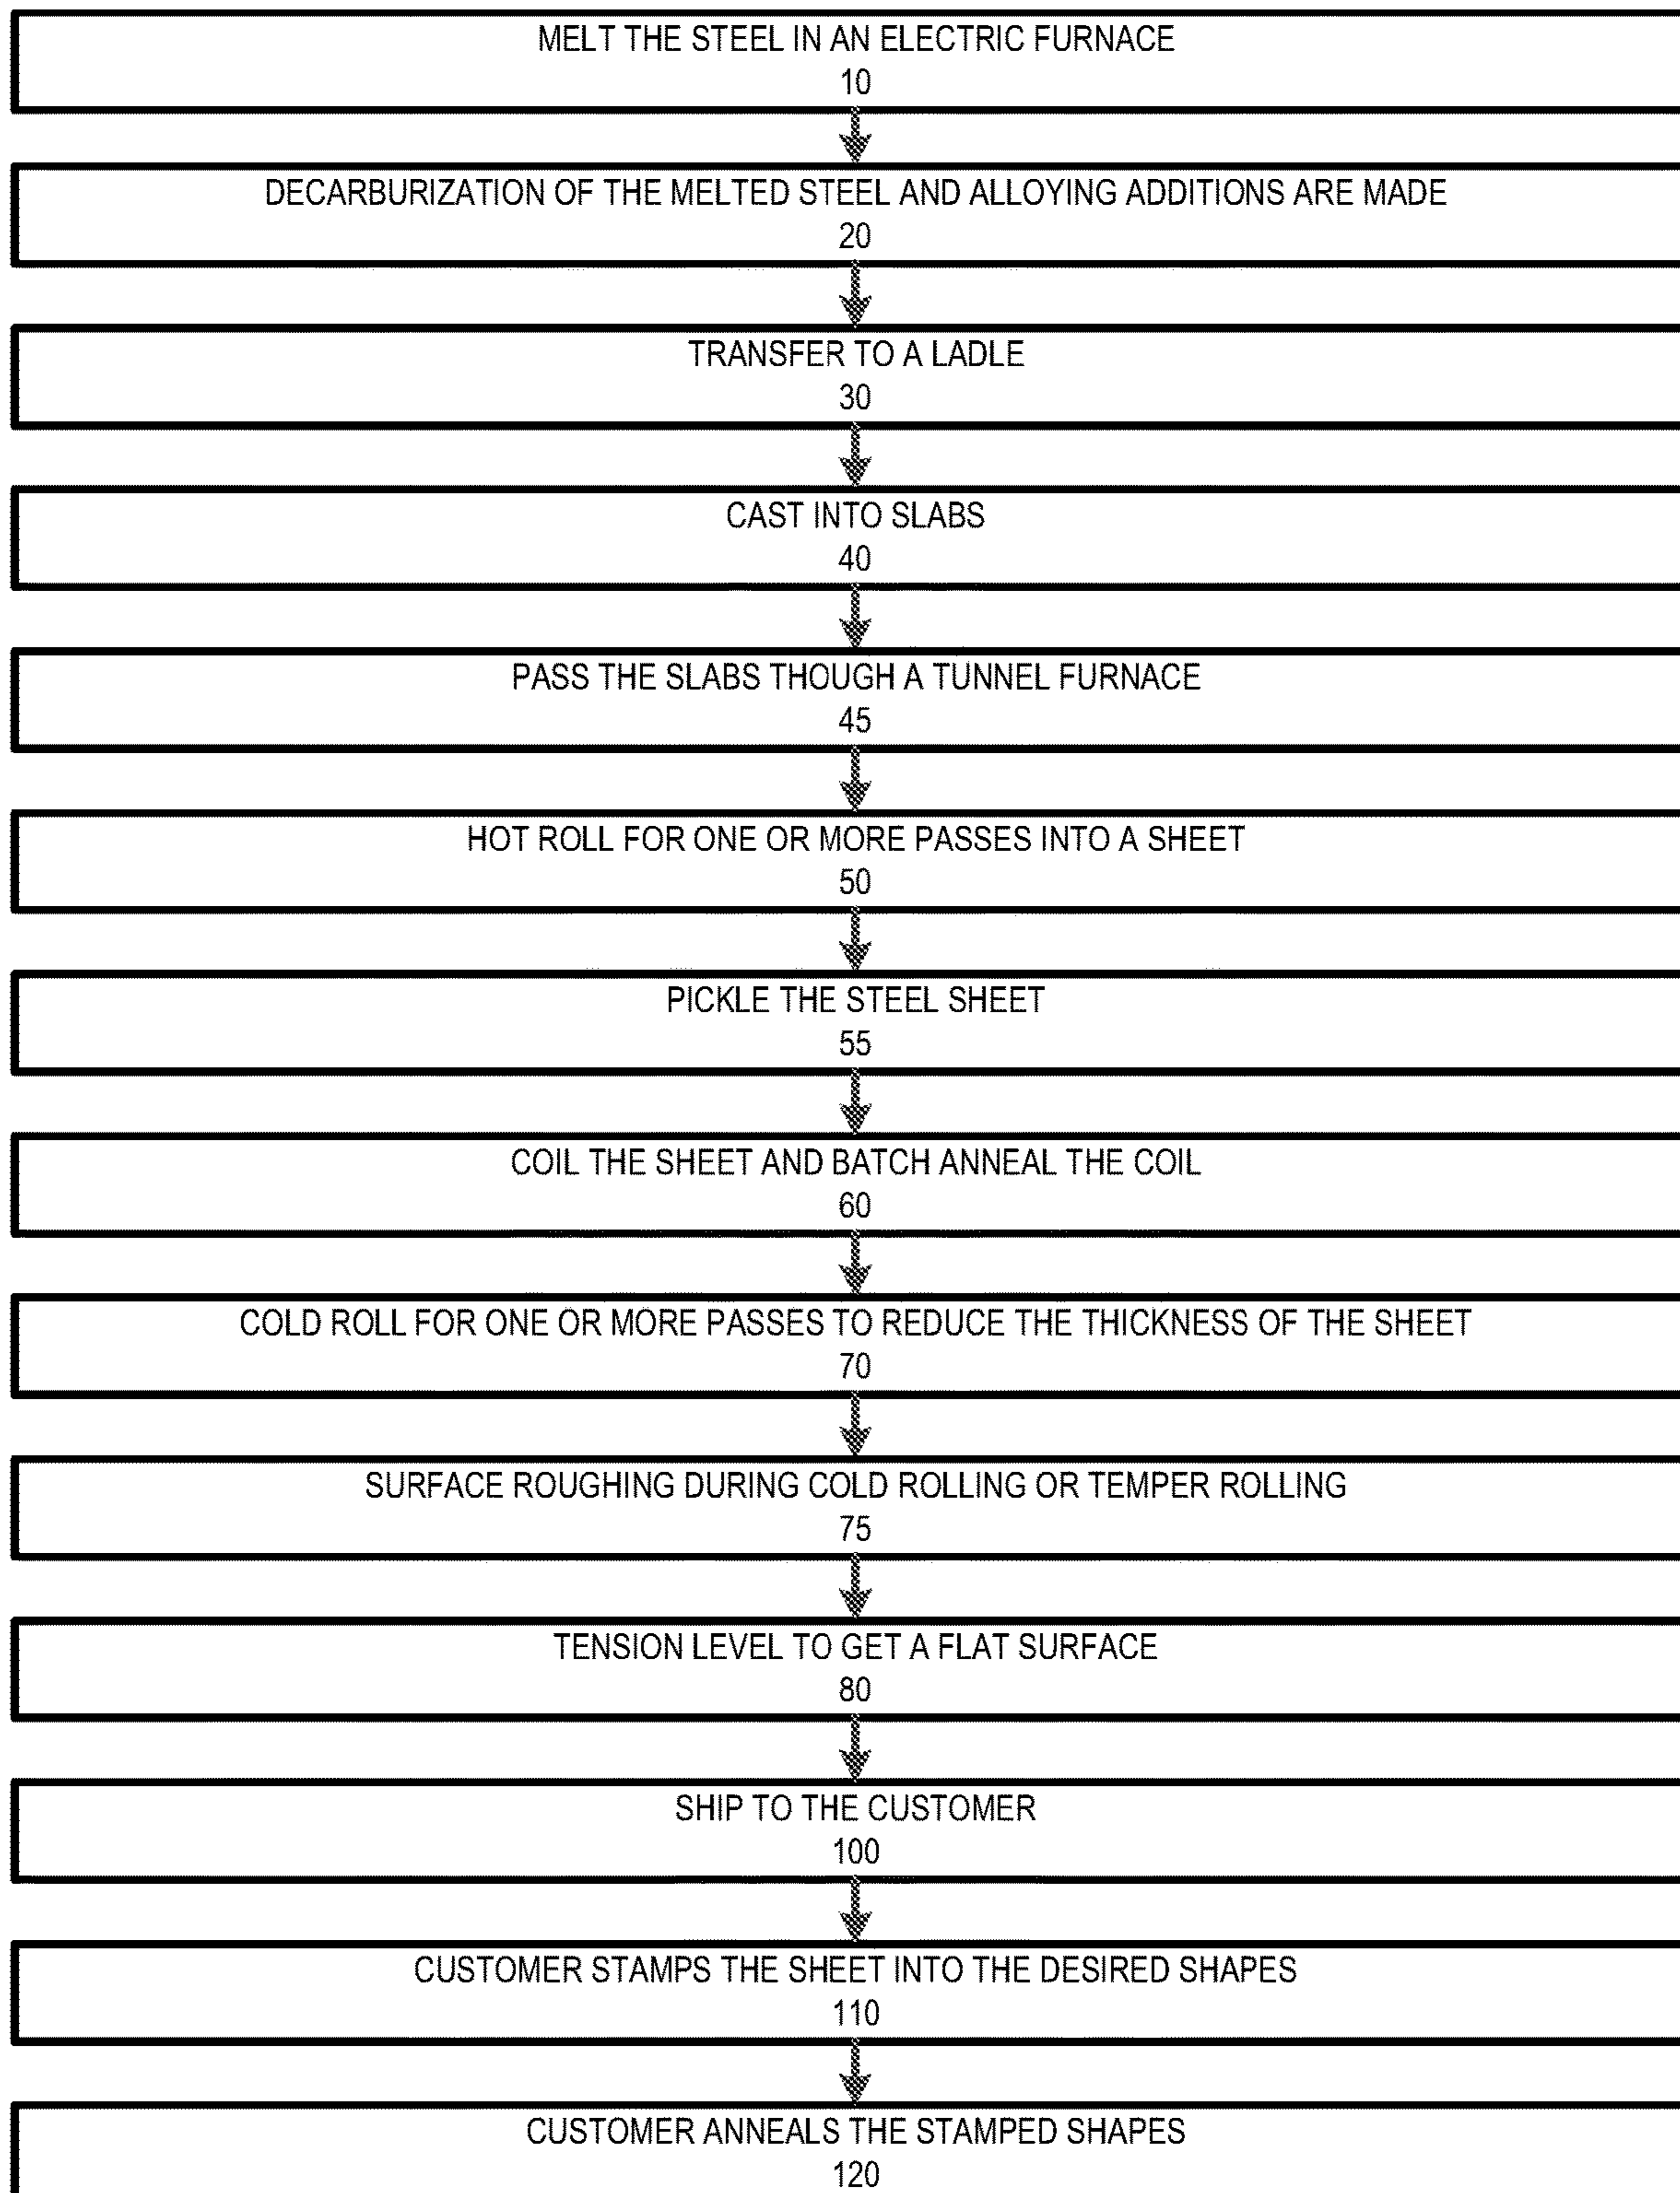 MELT THE STEEL IN AN ELECTRIC FURNACE
10
DECARBURIZATION OF THE MELTED STEEL AND ALLOYING ADDITIONS ARE MADE
20
TRANSFER TO A LADLE
30
CAST INTO SLABS
40
PASS THE SLABS THOUGH A TUNNEL FURNACE
45
HOT ROLL FOR ONE OR MORE PASSES INTO A SHEET
50
PICKLE THE STEEL SHEET
55
COIL THE SHEET AND BATCH ANNEAL THE COIL
60
COLD ROLL FOR ONE OR MORE PASSES TO REDUCE THE THICKNESS OF THE SHEET
70
SURFACE ROUGHING DURING COLD ROLLING OR TEMPER ROLLING
75
TENSION LEVEL TO GET A FLAT SURFACE
80
SHIP TO THE CUSTOMER
100
CUSTOMER STAMPS THE SHEET INTO THE DESIRED SHAPES
110
CUSTOMER ANNEALS THE STAMPED SHAPES
120